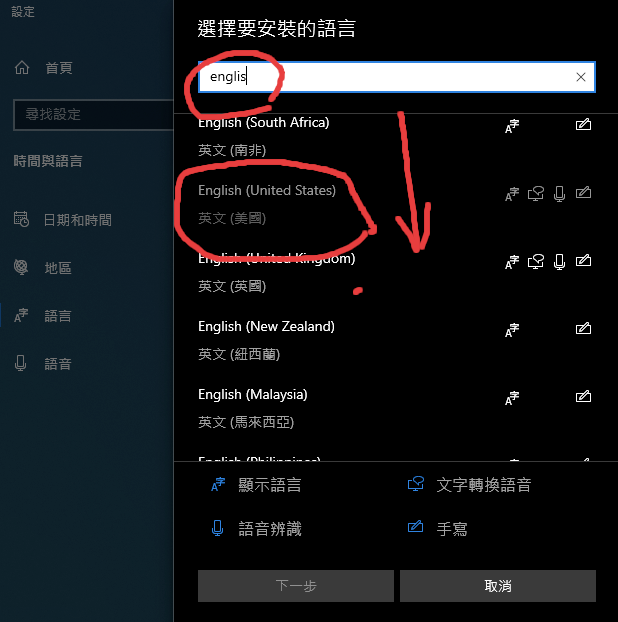 設定
選擇要安裝的語言
首頁
englis
尋找設定
English (South Africa)
英文 (南非)
時間與語言
English (United States)
英文 (美國)
日期和時間
English (United Kingdom)
地區
英文 (英國)
語言
English (New Zealand)
英文 (紐西蘭)
語音
English (Malaysia)
英文 (馬來西亞)
English (Philippines)
顯示語言
文字轉換語音
語音辨識
手寫
下一步
取消